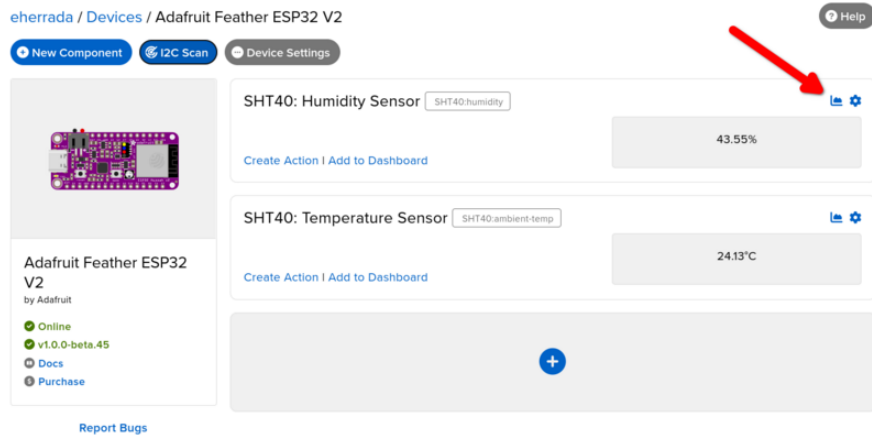 eherrada / Devices / Adafruit Feather ESP32 V2
Help
New Component
I2C Scan
Device Settings
SHT40: Humidity Sensor
SHT40:humidity
43.55%
Create Action | Add to Dashboard
SHT40: Temperature Sensor
SHT40:ambient-temp
24.13°C
Create Action | Add to Dashboard
Adafruit Feather ESP32
V2
by Adafruit
Online
v1.0.0-beta.45
Docs
Purchase
Report Bugs